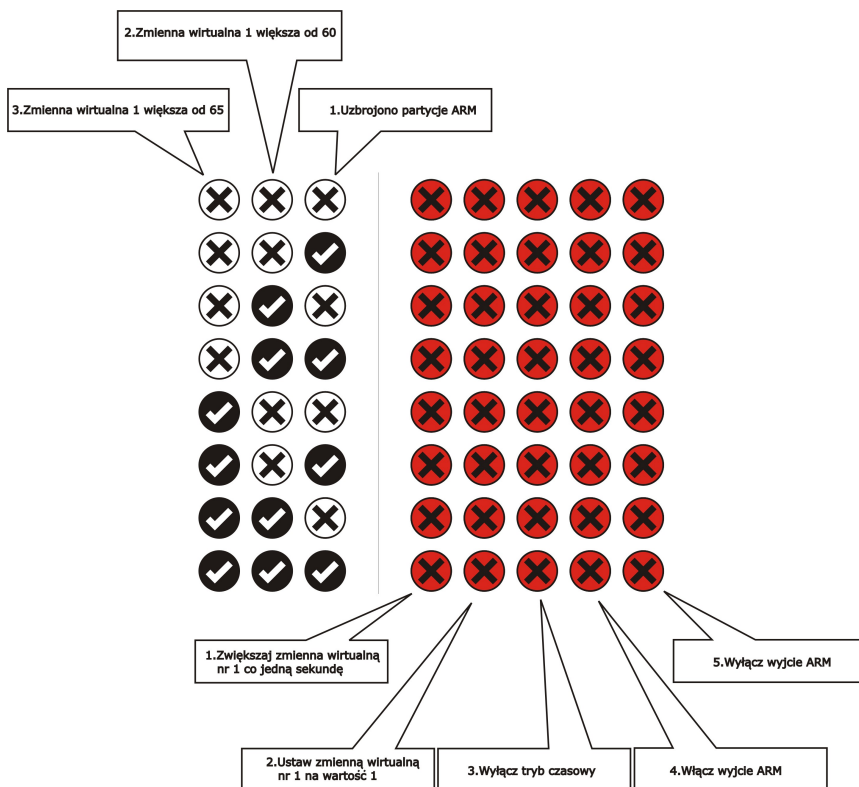 2.Zmienna wirtualna 1 większa od 60
3.Zmienna wirtualna 1 większa od 65
1.Uzbrojono partycje ARM
1.Zwiększaj zmienna wirtualną
nr 1 co jedną sekundę
5.Wyłącz wyjcie ARM
2.Ustaw zmienną wirtualną
nr 1 na wartość 1
3.Wyłącz tryb czasowy
4.Włącz wyjcie ARM